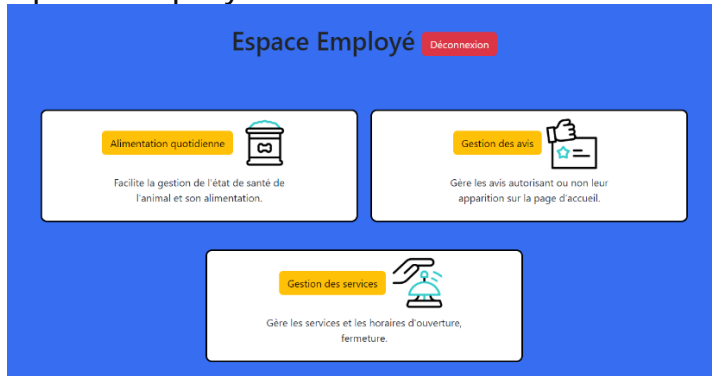 Espace Employé Déconnexion
Alimentation quotidienne
Facilite la gestion de l'état de santé de
l'animal et son alimentation.
Gestion des avis
Gère les avis autorisant ou non leur
apparition sur la page d'accueil.
Gestion des services
Gère les services et les horaires d'ouverture,
fermeture.